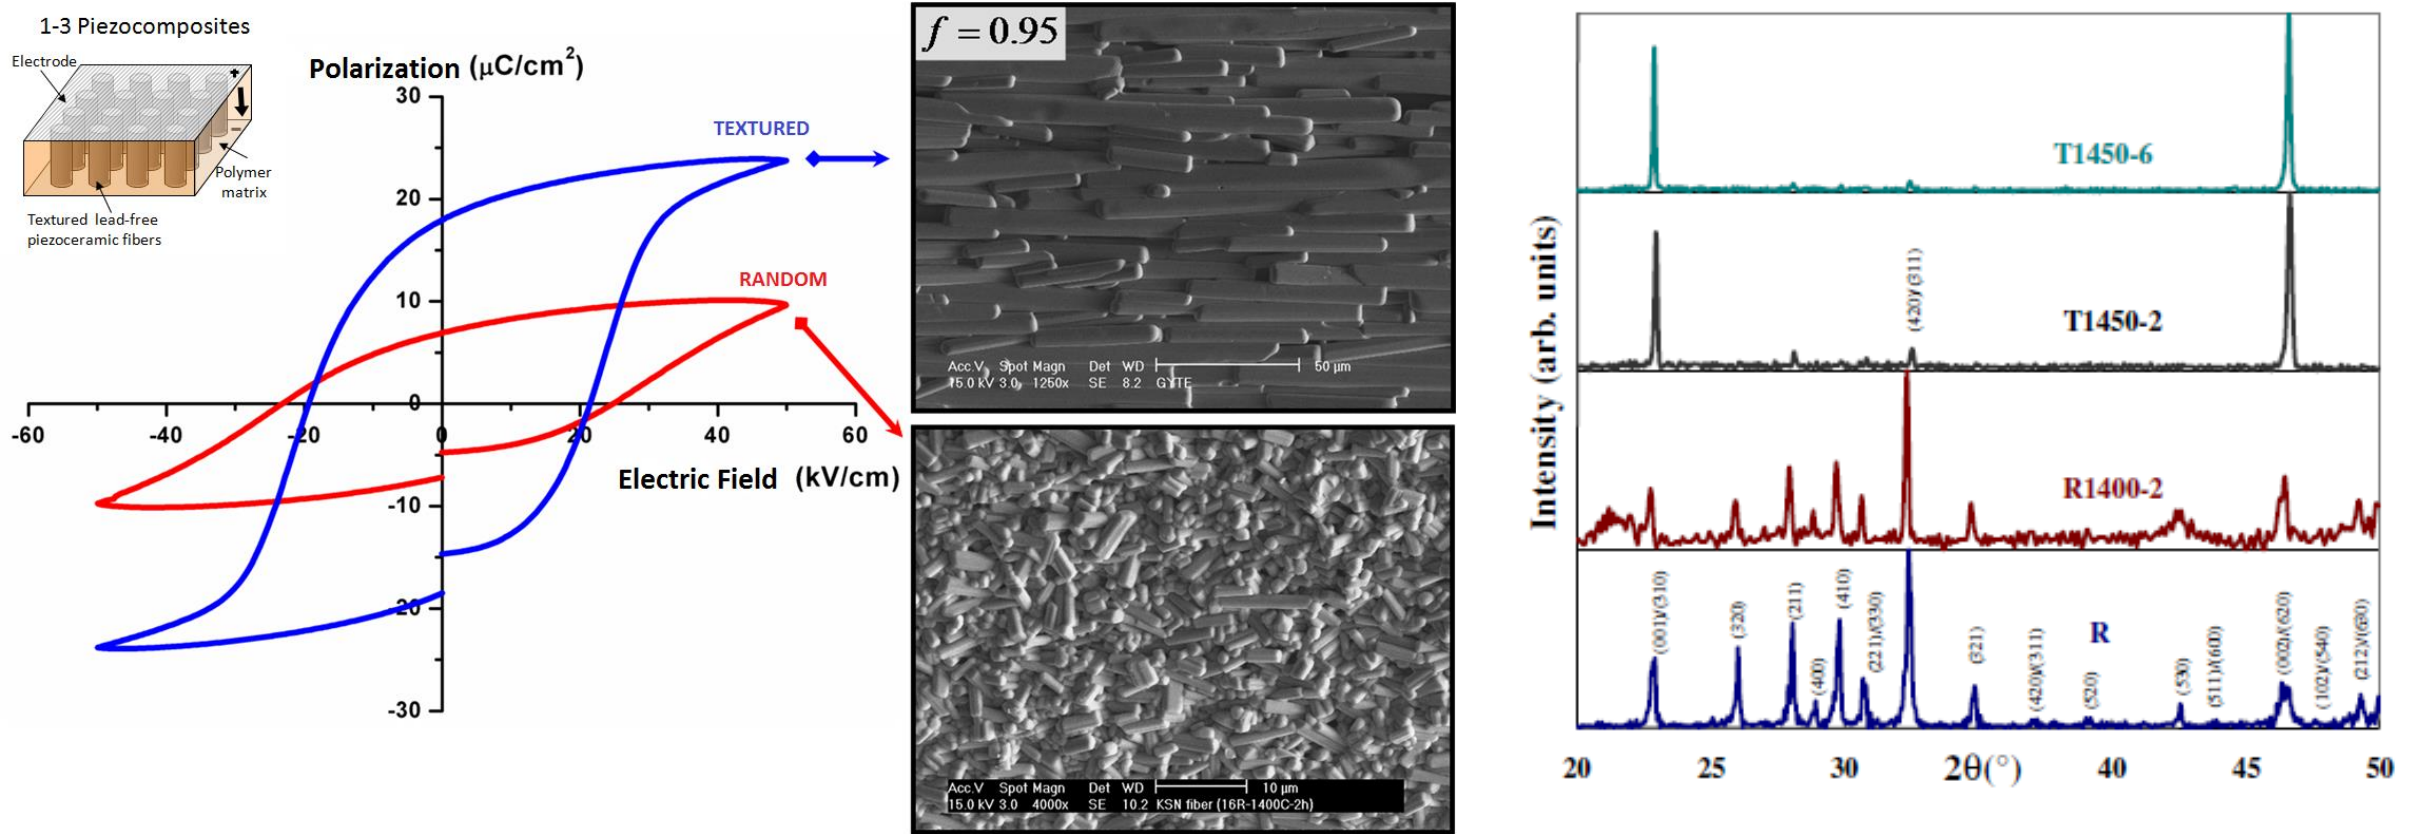 1-3 Piezocomposites
Electrode
+
−
Polymer
matrix
Textured lead-free
piezoceramic fibers
Polarization (μC/cm²)
30
20
10
0
-10
-20
-30
-60
-40
-20
0
20
40
60
Electric Field (kV/cm)
TEXTURED
RANDOM
f = 0.95
Acc.V Spot Magn Det WD 50 μm
15.0 kV 3.0 1250x SE 8.2 GYTE
Acc.V Spot Magn Det WD 10 μm
15.0 kV 3.0 4000x SE 10.2 KSN fiber (16R-1400C-2h)
Intensity (arb. units)
T1450-6
(420)/(311)
T1450-2
R1400-2
R
(001)/(310)
(320)
(211)
(400)
(410)
(221)/(330)
(321)
(420)/(311)
(520)
(530)
(511)/(600)
(002)/(620)
(102)/(540)
(212)/(630)
20
25
30
2θ(°)
40
45
50